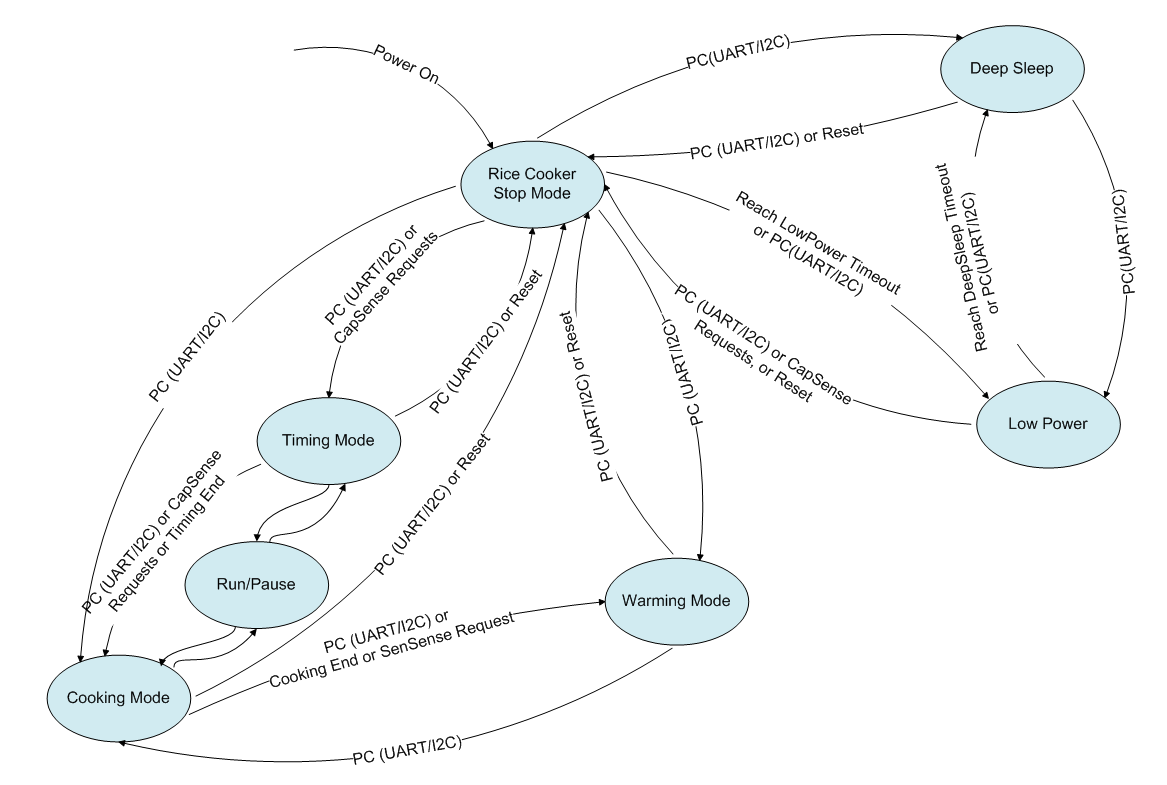 Power On
PC(UART/I2C)
Deep Sleep
PC (UART/I2C) or Reset
Rice Cooker
Stop Mode
Reach LowPower Timeout
or PC(UART/I2C)
Reach DeepSleep Timeout
or PC(UART/I2C)
PC(UART/I2C)
PC (UART/I2C) or
CapSense Requests
PC (UART/I2C) or Reset
PC (UART/I2C)
PC (UART/I2C) or Reset
PC (UART/I2C)
PC (UART/I2C) or CapSense
Requests, or Reset
Low Power
Timing Mode
PC (UART/I2C) or CapSense
Requests or Timing End
PC (UART/I2C) or Reset
Run/Pause
Warming Mode
PC (UART/I2C) or
Cooking End or SenSense Request
Cooking Mode
PC (UART/I2C)